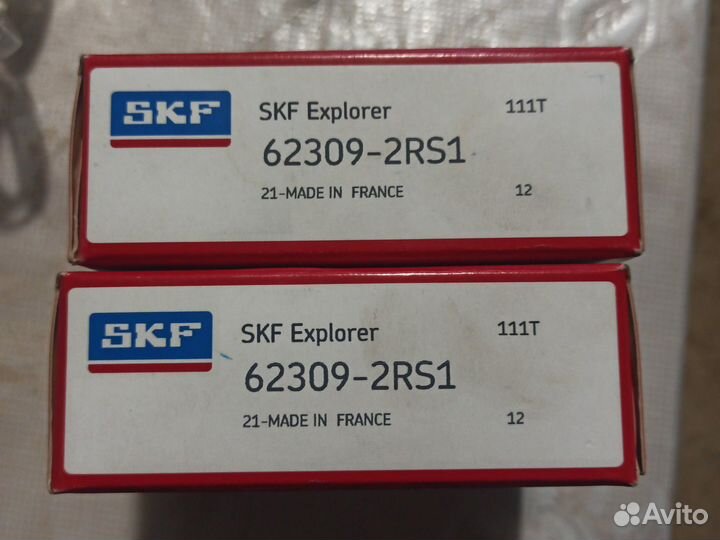 SKF
SKF Explorer 111T
62309-2RS1
21-MADE IN FRANCE 12
SKF
SKF Explorer 111T
62309-2RS1
21-MADE IN FRANCE 12
Avito